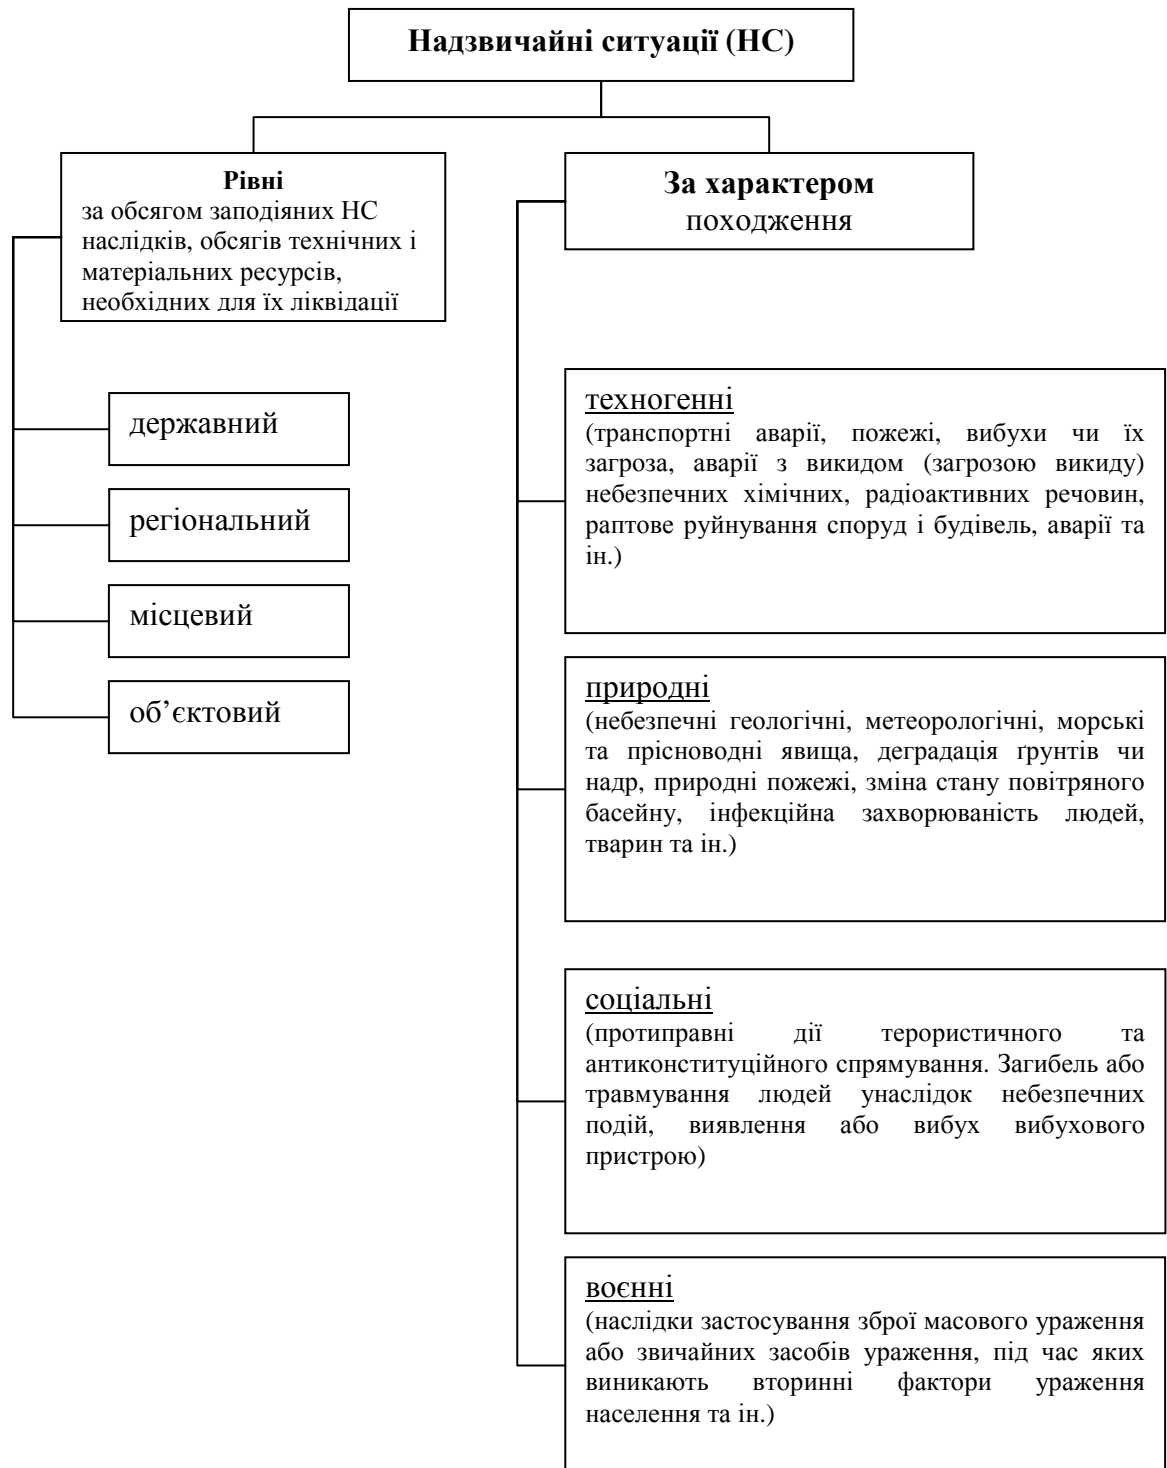 Надзвичайні ситуації (НС)
Рівні
за обсягом заподіяних НС
наслідків, обсягів технічних і
матеріальних ресурсів,
необхідних для їх ліквідації
державний
регіональний
місцевий
об’єктовий
За характером
походження
техногенні
(транспортні аварії, пожежі, вибухи чи їх
загроза, аварії з викидом (загрозою викиду)
небезпечних хімічних, радіоактивних речовин,
раптове руйнування споруд і будівель, аварії та
ін.)
природні
(небезпечні геологічні, метеорологічні, морські
та прісноводні явища, деградація ґрунтів чи
надр, природні пожежі, зміна стану повітряного
басейну, інфекційна захворюваність людей,
тварин та ін.)
соціальні
(протиправні дії терористичного та
антиконституційного спрямування. Загибель або
травмування людей унаслідок небезпечних
подій, виявлення або вибух вибухового
пристрою)
воєнні
(наслідки застосування зброї масового ураження
або звичайних засобів ураження, під час яких
виникають вторинні фактори ураження
населення та ін.)